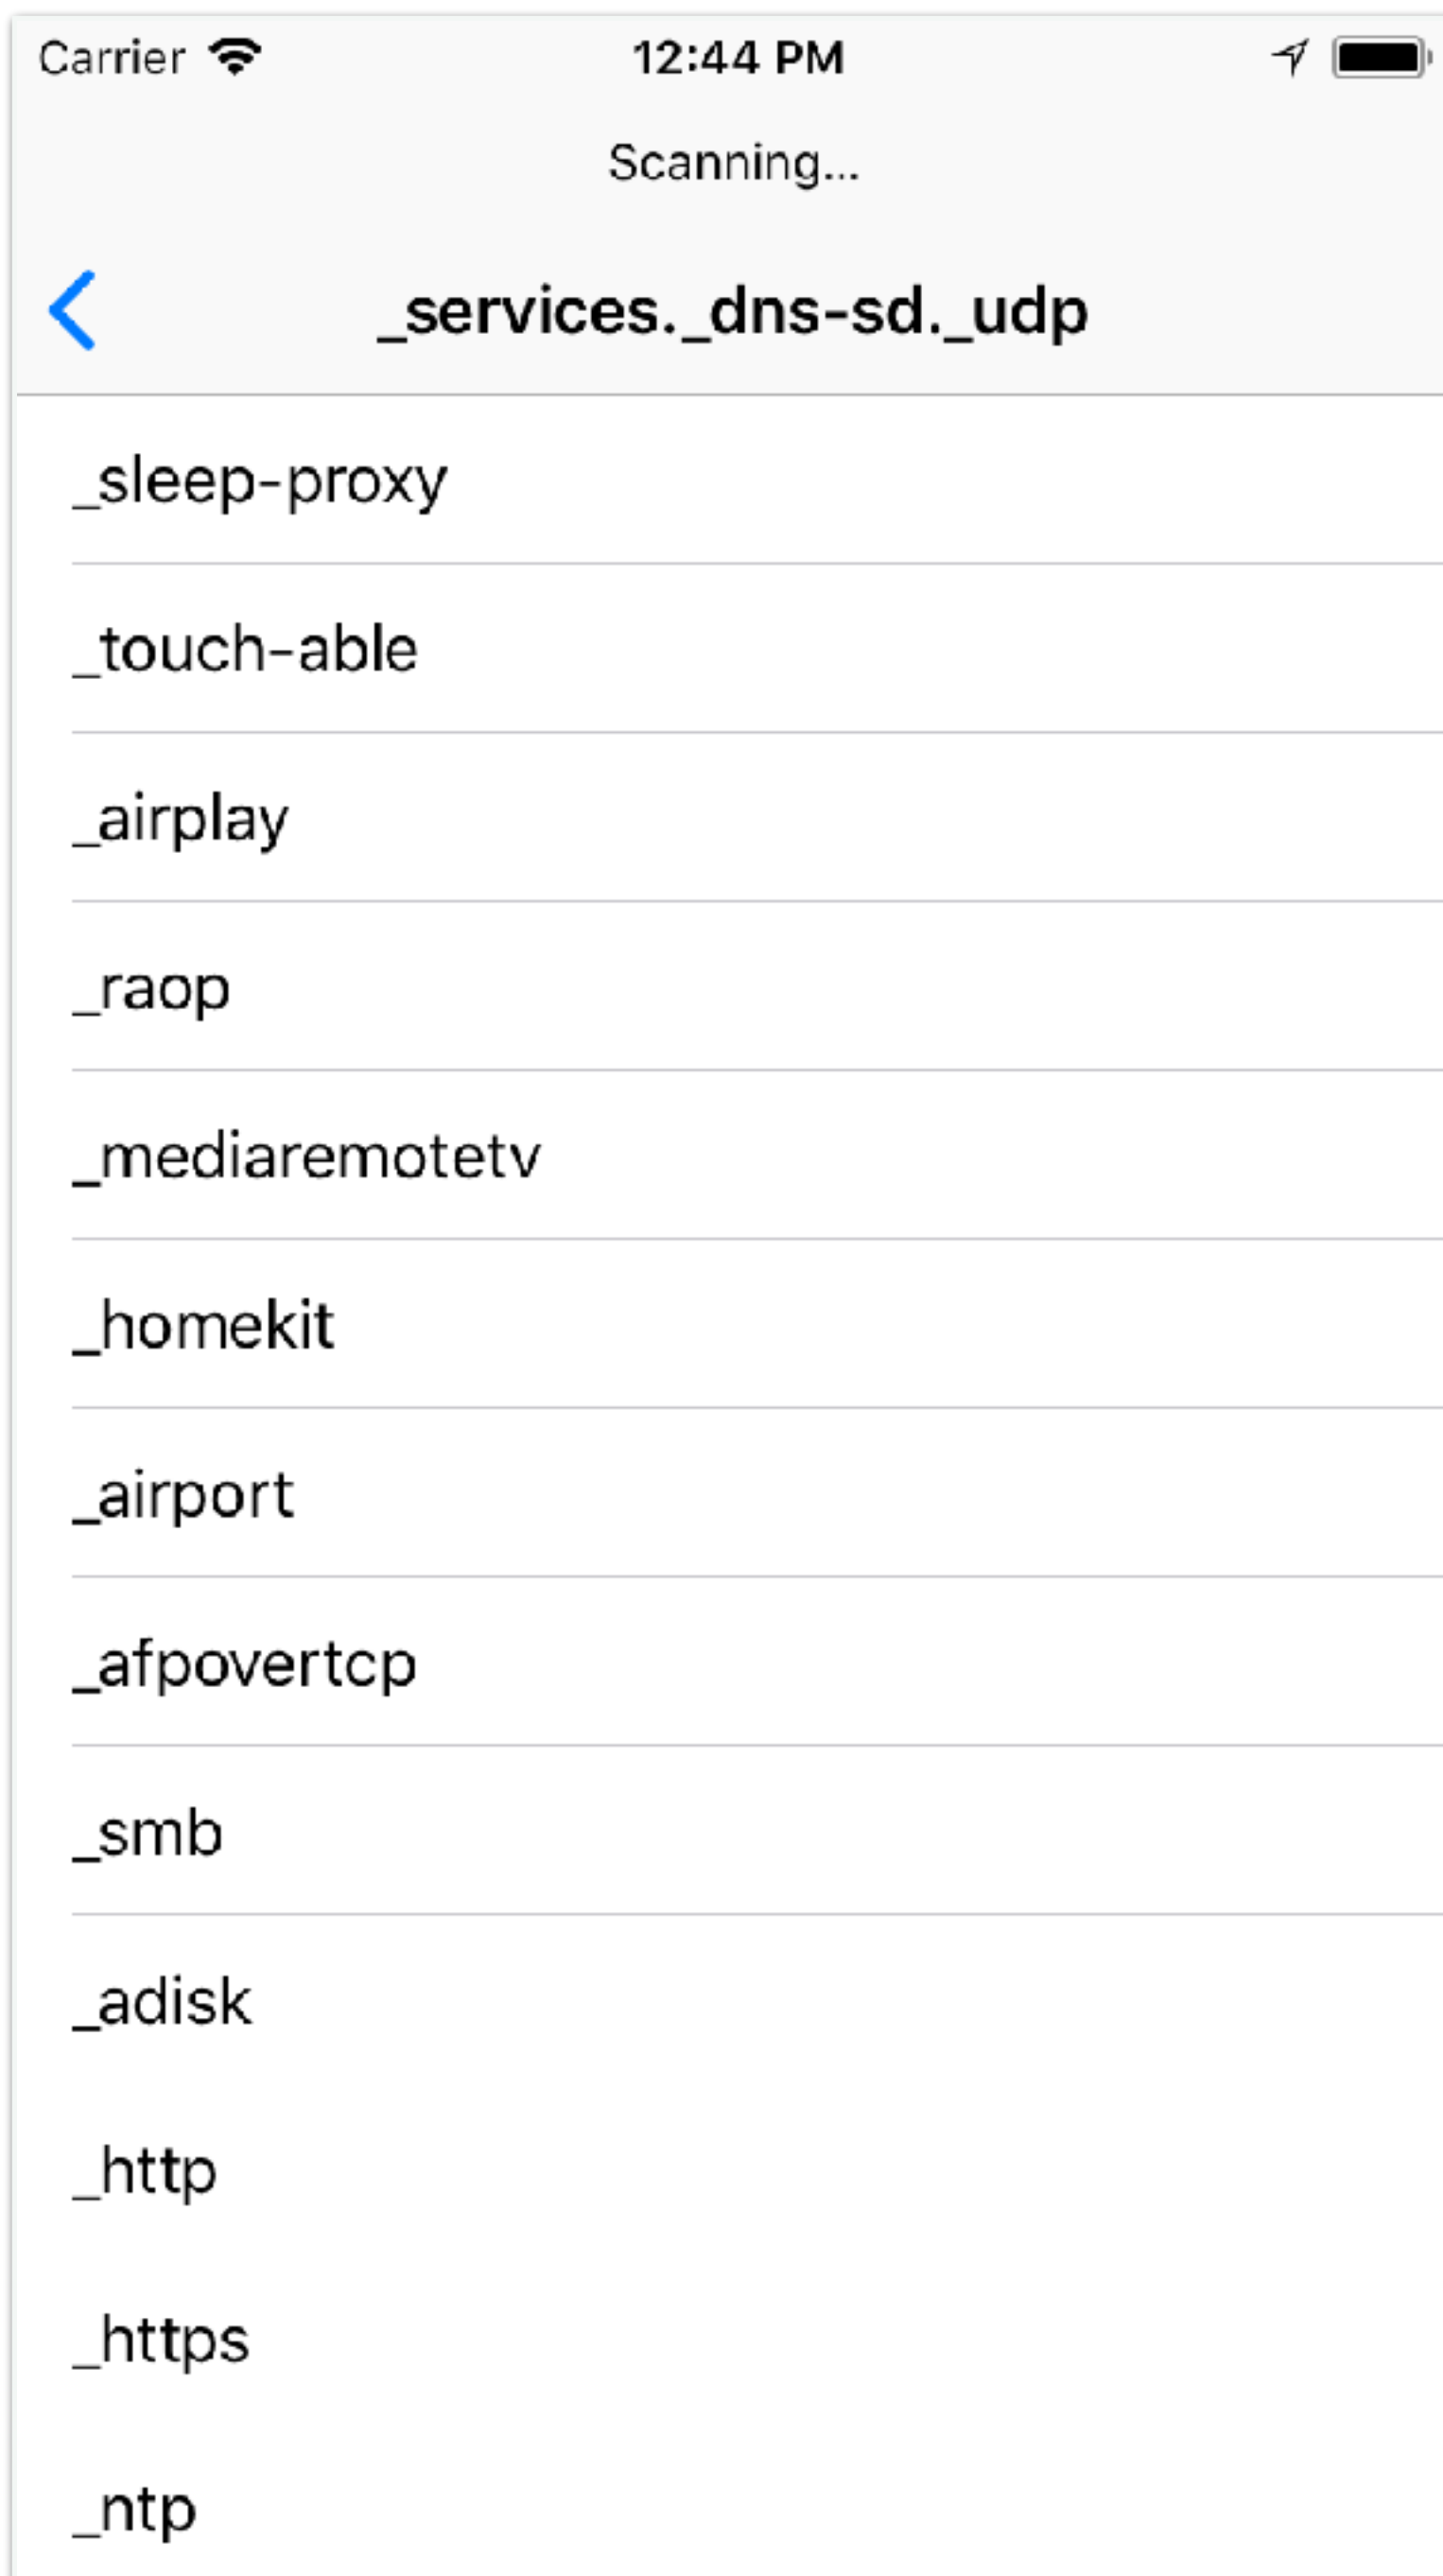 Carrier
12:44 PM
Scanning...
_services._dns-sd._udp
_sleep-proxy
_touch-able
_airplay
_raop
_mediaremotetv
_homekit
_airport
_afpovertcp
_smb
_adisk
_http
_https
_ntp